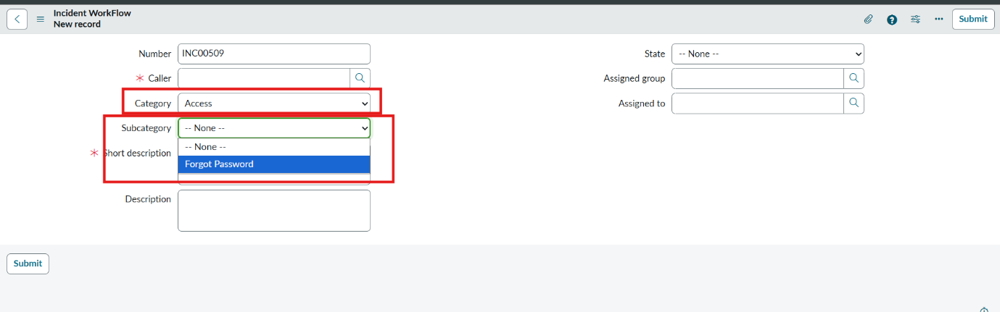 Incident WorkFlow
New record
Submit
Number INC00509
State -- None --
Caller
Assigned group
Category Access
Assigned to
Subcategory -- None --
-- None --
Forgot Password
Short description
Description
Submit